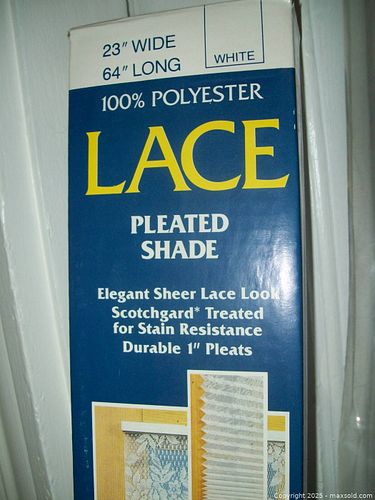 23" WIDE
64" LONG
WHITE
100% POLYESTER
LACE
PLEATED
SHADE
Elegant Sheer Lace Look
Scotchgard* Treated
for Stain Resistance
Durable 1" Pleats
Copyright 2025 - maxsold.com